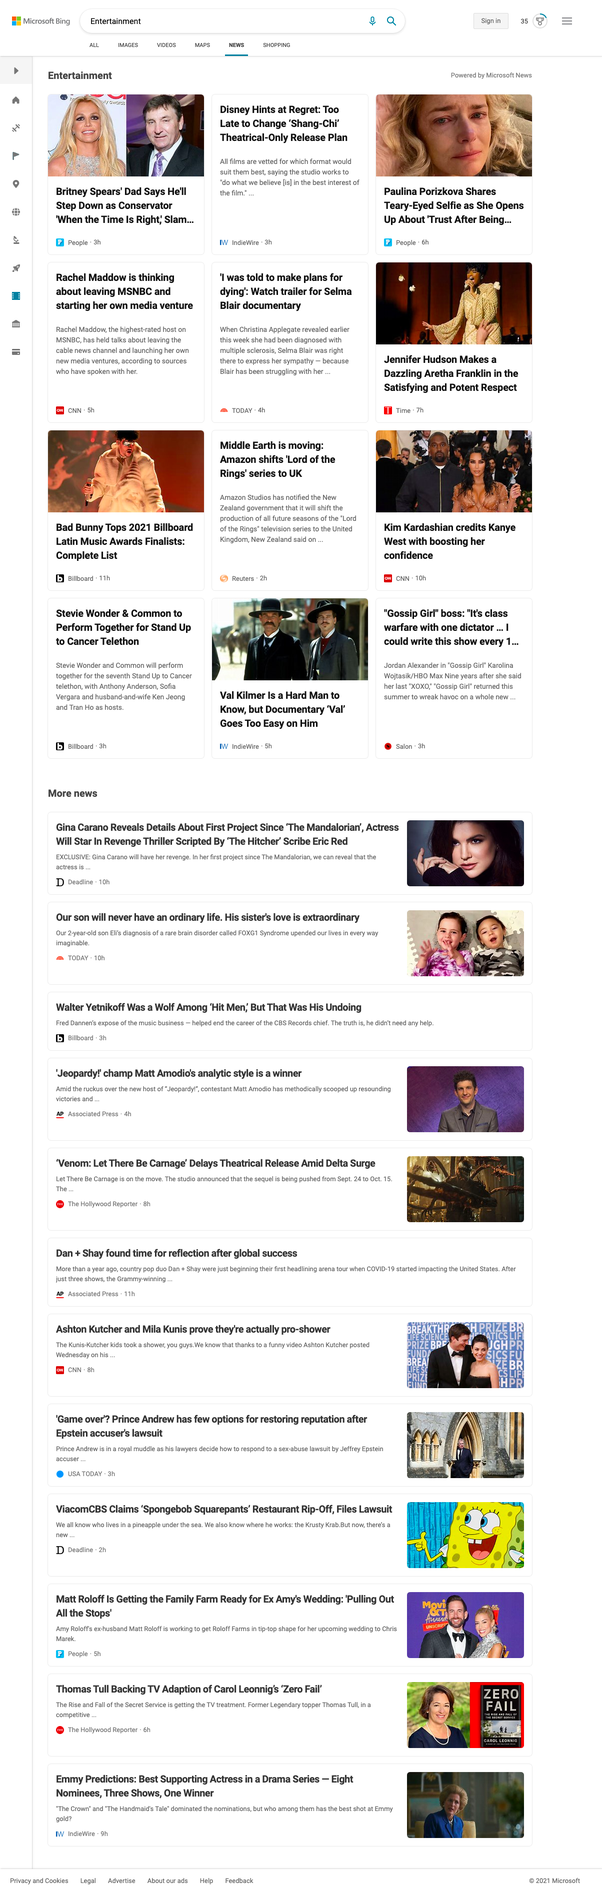 Microsoft Bing
Entertainment
Sign in
35
ALL IMAGES VIDEOS MAPS NEWS SHOPPING
Entertainment
Powered by Microsoft News
Britney Spears' Dad Says He'll
Step Down as Conservator
'When the Time Is Right,' Slam...
People · 3h
Disney Hints at Regret: Too
Late to Change 'Shang-Chi'
Theatrical-Only Release Plan
All films are vetted for which format would
suit them best, saying the studio works to
"do what we believe [is] in the best interest of
the film." ...
IndieWire · 3h
Paulina Porizkova Shares
Teary-Eyed Selfie as She Opens
Up About 'Trust After Being...
People · 6h
Rachel Maddow is thinking
about leaving MSNBC and
starting her own media venture
Rachel Maddow, the highest-rated host on
MSNBC, has held talks about leaving the
cable news channel and launching her own
new media ventures, according to sources
who have spoken with her.
CNN · 5h
'I was told to make plans for
dying': Watch trailer for Selma
Blair documentary
When Christina Applegate revealed earlier
this week she had been diagnosed with
multiple sclerosis, Selma Blair was right
there to express her sympathy — because
Blair has been struggling with her ...
TODAY · 4h
Jennifer Hudson Makes a
Dazzling Aretha Franklin in the
Satisfying and Potent Respect
Time · 7h
Bad Bunny Tops 2021 Billboard
Latin Music Awards Finalists:
Complete List
Billboard · 11h
Middle Earth is moving:
Amazon shifts 'Lord of the
Rings' series to UK
Amazon Studios has notified the New
Zealand government that it will shift the
production of all future seasons of the "Lord
of the Rings" television series to the United
Kingdom, New Zealand said on ...
Reuters · 2h
Kim Kardashian credits Kanye
West with boosting her
confidence
CNN · 10h
Stevie Wonder & Common to
Perform Together for Stand Up
to Cancer Telethon
Stevie Wonder and Common will perform
together for the seventh Stand Up to Cancer
telethon, with Anthony Anderson, Sofia
Vergara and husband-and-wife Ken Jeong
and Tran Ho as hosts.
Billboard · 3h
Val Kilmer Is a Hard Man to
Know, but Documentary 'Val'
Goes Too Easy on Him
IndieWire · 5h
"Gossip Girl" boss: "It's class
warfare with one dictator ... I
could write this show every 1...
Jordan Alexander in "Gossip Girl" Karolina
Wojtasik/HBO Max Nine years after she said
her last "XOXO," "Gossip Girl" returned this
summer to wreak havoc on a whole new ...
Salon · 3h
More news
Gina Carano Reveals Details About First Project Since 'The Mandalorian', Actress
Will Star In Revenge Thriller Scripted By 'The Hitcher' Scribe Eric Red
EXCLUSIVE: Gina Carano will have her revenge. In her first project since The Mandalorian, we can reveal that the
actress is ...
Deadline · 10h
Our son will never have an ordinary life. His sister's love is extraordinary
Our 2-year-old son Eli's diagnosis of a rare brain disorder called FOXG1 Syndrome upended our lives in every way
imaginable.
TODAY · 10h
Walter Yetnikoff Was a Wolf Among 'Hit Men,' But That Was His Undoing
Fred Dannen's expose of the music business — helped end the career of the CBS Records chief. The truth is, he didn't need any help.
Billboard · 3h
'Jeopardy!' champ Matt Amodio's analytic style is a winner
Amid the ruckus over the new host of "Jeopardy!", contestant Matt Amodio has methodically scooped up resounding
victories and ...
AP Associated Press · 4h
'Venom: Let There Be Carnage' Delays Theatrical Release Amid Delta Surge
Let There Be Carnage is on the move. The studio announced that the sequel is being pushed from Sept. 24 to Oct. 15.
The ...
The Hollywood Reporter · 8h
Dan + Shay found time for reflection after global success
More than a year ago, country pop duo Dan + Shay were just beginning their first headlining arena tour when COVID-19 started impacting the United States. After
just three shows, the Grammy-winning ...
AP Associated Press · 11h
Ashton Kutcher and Mila Kunis prove they're actually pro-shower
The Kunis-Kutcher kids took a shower, you guys.We know that thanks to a funny video Ashton Kutcher posted
Wednesday on his ...
CNN · 8h
'Game over'? Prince Andrew has few options for restoring reputation after
Epstein accuser's lawsuit
Prince Andrew is in a royal muddle as his lawyers decide how to respond to a sex-abuse lawsuit by Jeffrey Epstein
accuser ...
USA TODAY · 3h
ViacomCBS Claims 'Spongebob Squarepants' Restaurant Rip-Off, Files Lawsuit
We all know who lives in a pineapple under the sea. We also know where he works: the Krusty Krab.But now, there's a
new ...
Deadline · 2h
Matt Roloff Is Getting the Family Farm Ready for Ex Amy's Wedding: 'Pulling Out
All the Stops'
Amy Roloff's ex-husband Matt Roloff is working to get Roloff Farms in tip-top shape for her upcoming wedding to Chris
Marek.
People · 5h
Thomas Tull Backing TV Adaption of Carol Leonnig's 'Zero Fail'
The Rise and Fall of the Secret Service is getting the TV treatment. Former Legendary topper Thomas Tull, in a
competitive ...
The Hollywood Reporter · 6h
ZERO
FAIL
CAROL LEONNIG
Emmy Predictions: Best Supporting Actress in a Drama Series — Eight
Nominees, Three Shows, One Winner
"The Crown" and "The Handmaid's Tale" dominated the nominations, but who among them has the best shot at Emmy
gold?
IndieWire · 9h
Privacy and Cookies Legal Advertise About our ads Help Feedback
© 2021 Microsoft